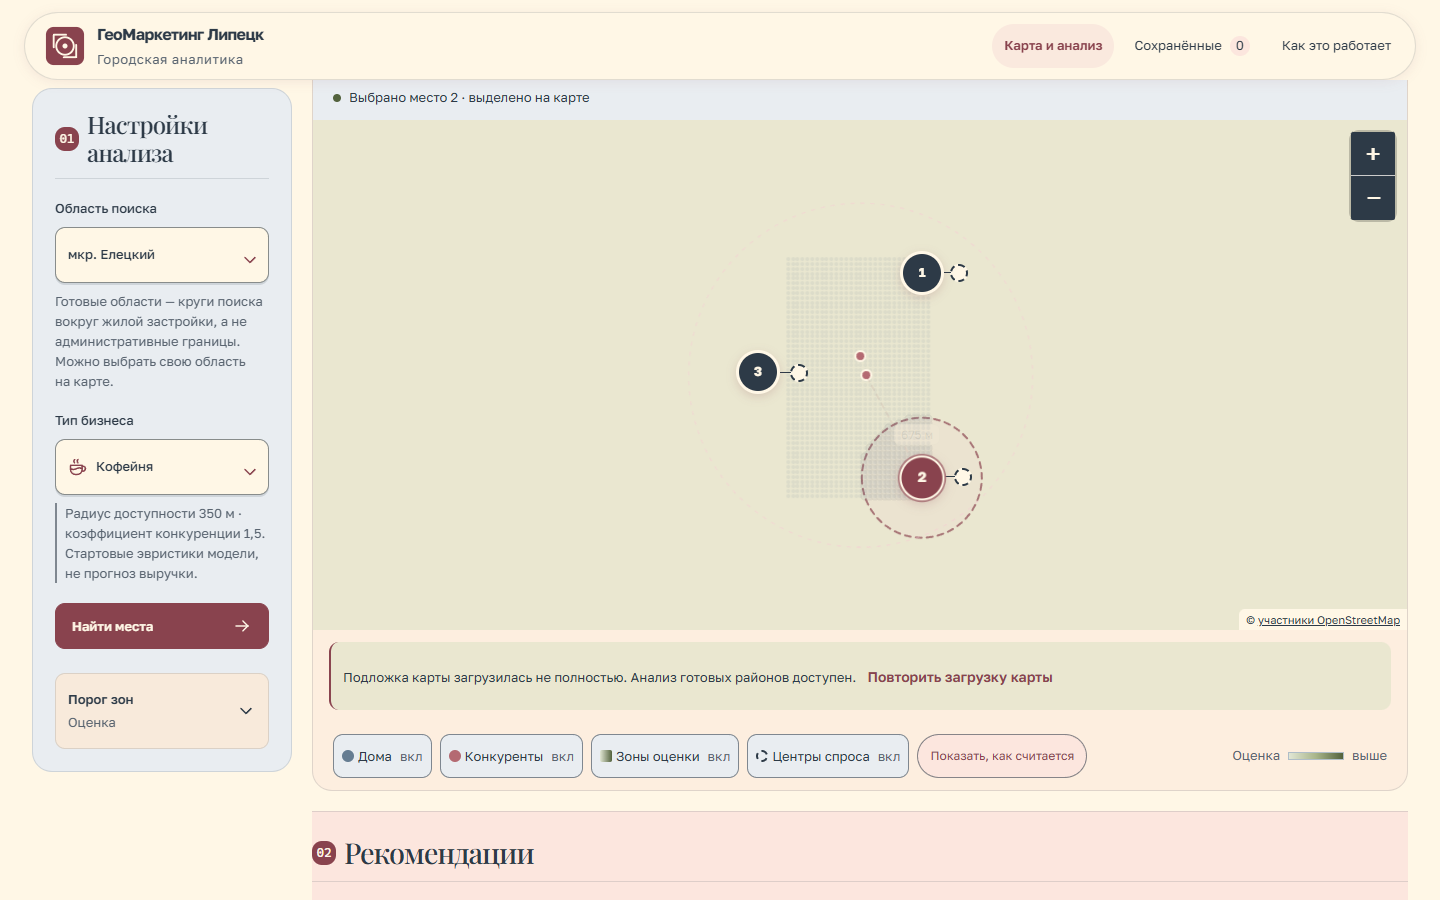 ГеоМаркетинг Липецк
Городская аналитика
Карта и анализ
Сохранённые 0
Как это работает
01 Настройки
анализа
Область поиска
мкр. Елецкий
Готовые области — круги поиска
вокруг жилой застройки, а не
административные границы.
Можно выбрать свою область
на карте.
Тип бизнеса
Кофейня
Радиус доступности 350 м ·
коэффициент конкуренции 1,5.
Стартовые эвристики модели,
не прогноз выручки.
Найти места
Порог зон
Оценка
Выбрано место 2 · выделено на карте
+
−
1
3
2
© участники OpenStreetMap
Подложка карты загрузилась не полностью. Анализ готовых районов доступен. Повторить загрузку карты
Дома вкл
Конкуренты вкл
Зоны оценки вкл
Центры спроса вкл
Показать, как считается
Оценка выше
02 Рекомендации